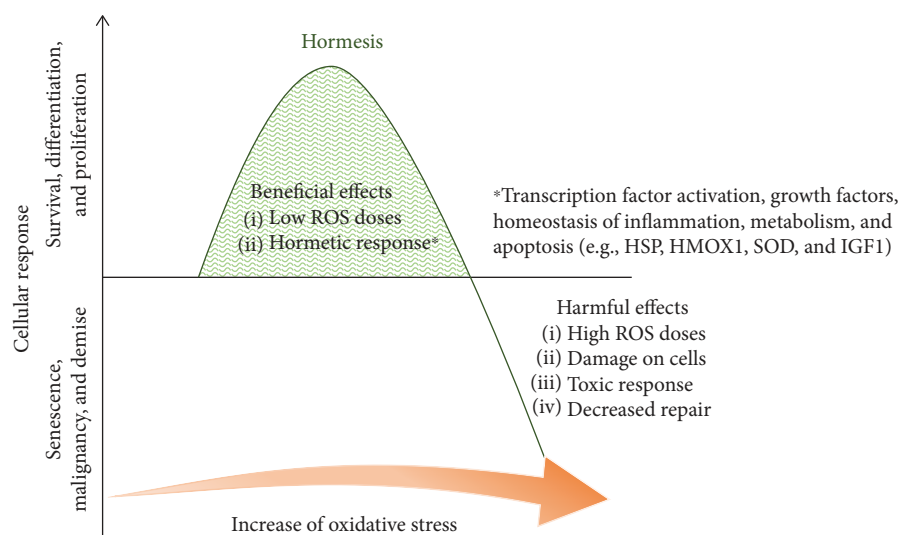 Hormesis
Cellular response
Survival, differentiation,
and proliferation
Senescence,
malignancy, and demise
Beneficial effects
(i) Low ROS doses
(ii) Hormetic response*
*Transcription factor activation, growth factors,
homeostasis of inflammation, metabolism, and
apoptosis (e.g., HSP, HMOX1, SOD, and IGF1)
Harmful effects
(i) High ROS doses
(ii) Damage on cells
(iii) Toxic response
(iv) Decreased repair
Increase of oxidative stress